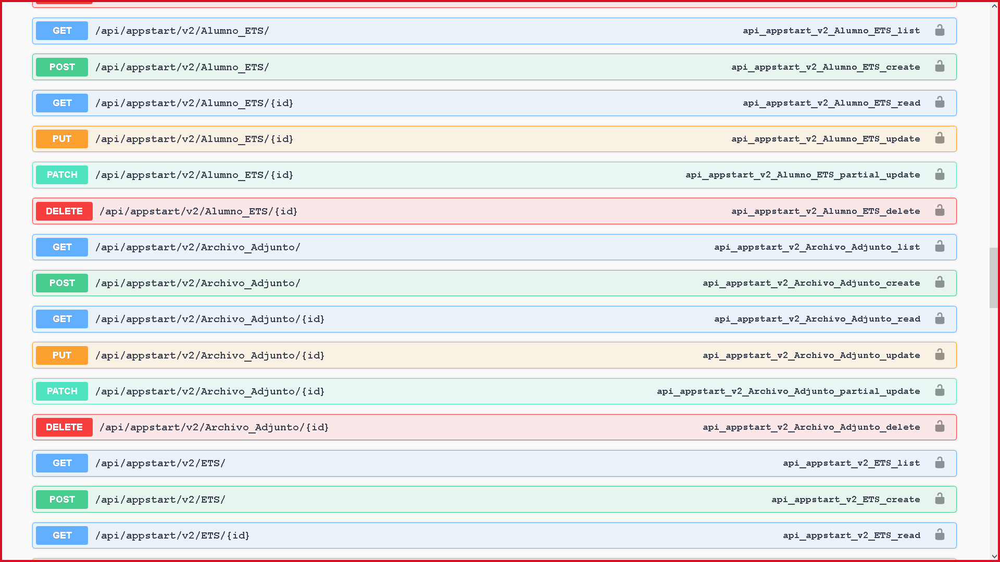 GET /api/appstart/v2/Alumno_ETS/ api_appstart_v2_Alumno_ETS_list
POST /api/appstart/v2/Alumno_ETS/ api_appstart_v2_Alumno_ETS_create
GET /api/appstart/v2/Alumno_ETS/{id} api_appstart_v2_Alumno_ETS_read
PUT /api/appstart/v2/Alumno_ETS/{id} api_appstart_v2_Alumno_ETS_update
PATCH /api/appstart/v2/Alumno_ETS/{id} api_appstart_v2_Alumno_ETS_partial_update
DELETE /api/appstart/v2/Alumno_ETS/{id} api_appstart_v2_Alumno_ETS_delete
GET /api/appstart/v2/Archivo_Adjunto/ api_appstart_v2_Archivo_Adjunto_list
POST /api/appstart/v2/Archivo_Adjunto/ api_appstart_v2_Archivo_Adjunto_create
GET /api/appstart/v2/Archivo_Adjunto/{id} api_appstart_v2_Archivo_Adjunto_read
PUT /api/appstart/v2/Archivo_Adjunto/{id} api_appstart_v2_Archivo_Adjunto_update
PATCH /api/appstart/v2/Archivo_Adjunto/{id} api_appstart_v2_Archivo_Adjunto_partial_update
DELETE /api/appstart/v2/Archivo_Adjunto/{id} api_appstart_v2_Archivo_Adjunto_delete
GET /api/appstart/v2/ETS/ api_appstart_v2_ETS_list
POST /api/appstart/v2/ETS/ api_appstart_v2_ETS_create
GET /api/appstart/v2/ETS/{id} api_appstart_v2_ETS_read